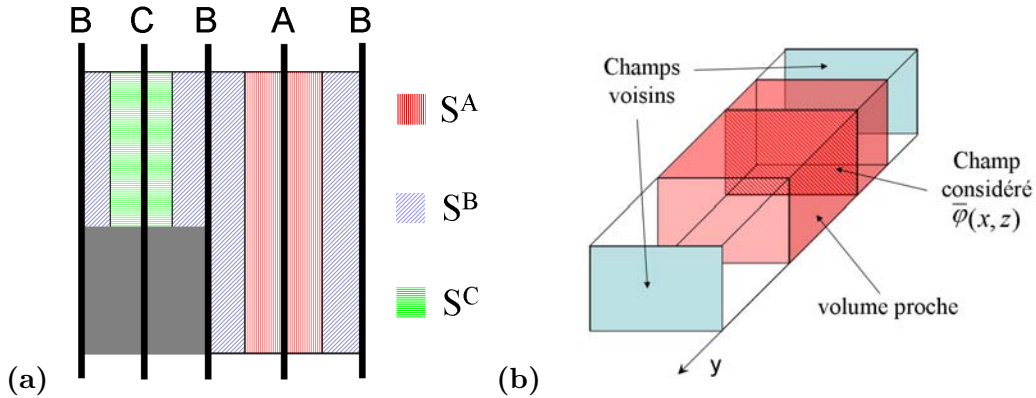 B C B A B
S^A
S^B
S^C
(a)
Champs
voisins
Champ
considéré
φ̅(x, z)
volume proche
y
(b)